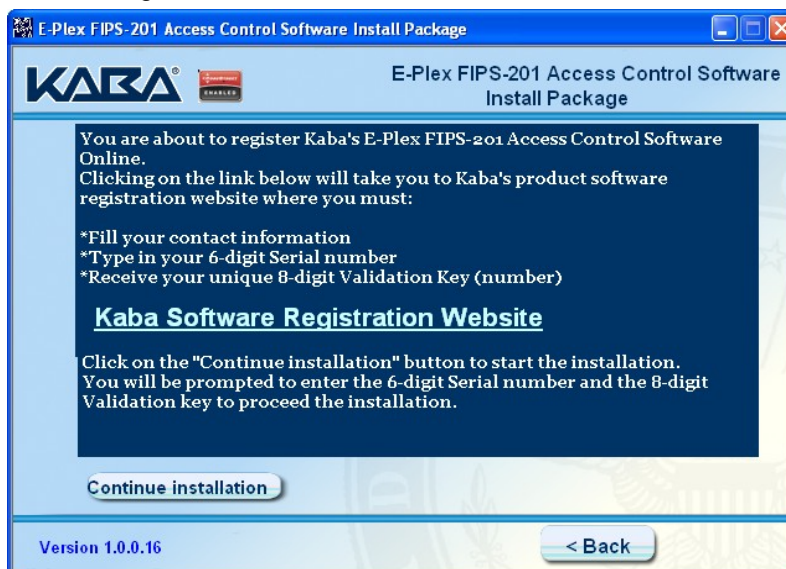 E-Plex FIPS-201 Access Control Software Install Package
KABA®
ENABLED
E-Plex FIPS-201 Access Control Software
Install Package
You are about to register Kaba's E-Plex FIPS-201 Access Control Software
Online.
Clicking on the link below will take you to Kaba's product software
registration website where you must:
*Fill your contact information
*Type in your 6-digit Serial number
*Receive your unique 8-digit Validation Key (number)
Kaba Software Registration Website
Click on the "Continue installation" button to start the installation.
You will be prompted to enter the 6-digit Serial number and the 8-digit
Validation key to proceed the installation.
Continue installation
Version 1.0.0.16
< Back